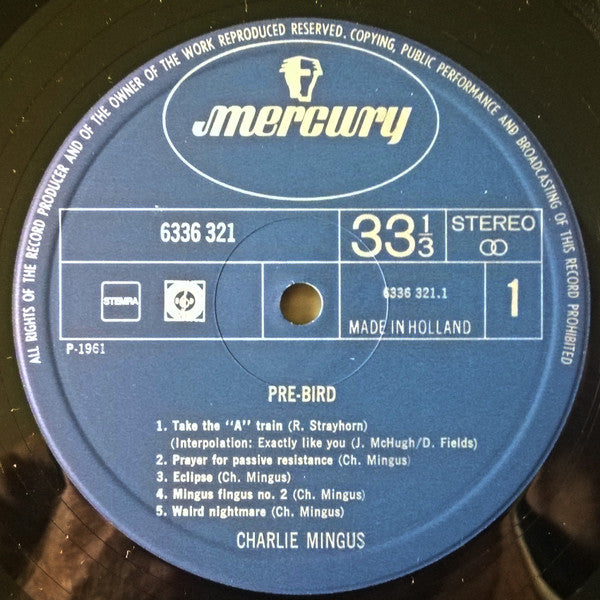 ALL RIGHTS OF THE RECORD PRODUCER AND OF THE OWNER OF THE WORK REPRODUCED RESERVED. COPYING, PUBLIC PERFORMANCE AND BROADCASTING OF THIS RECORD PROHIBITED
mercury
6336 321
33 1/3
STEREO
STEMRA
6336 321.1
1
MADE IN HOLLAND
P-1961
PRE-BIRD
1. Take the "A" train (R. Strayhorn)
(Interpolation: Exactly like you (J. McHugh/D. Fields)
2. Prayer for passive resistance (Ch. Mingus)
3. Eclipse (Ch. Mingus)
4. Mingus fingus no. 2 (Ch. Mingus)
5. Waird nightmare (Ch. Mingus)
CHARLIE MINGUS